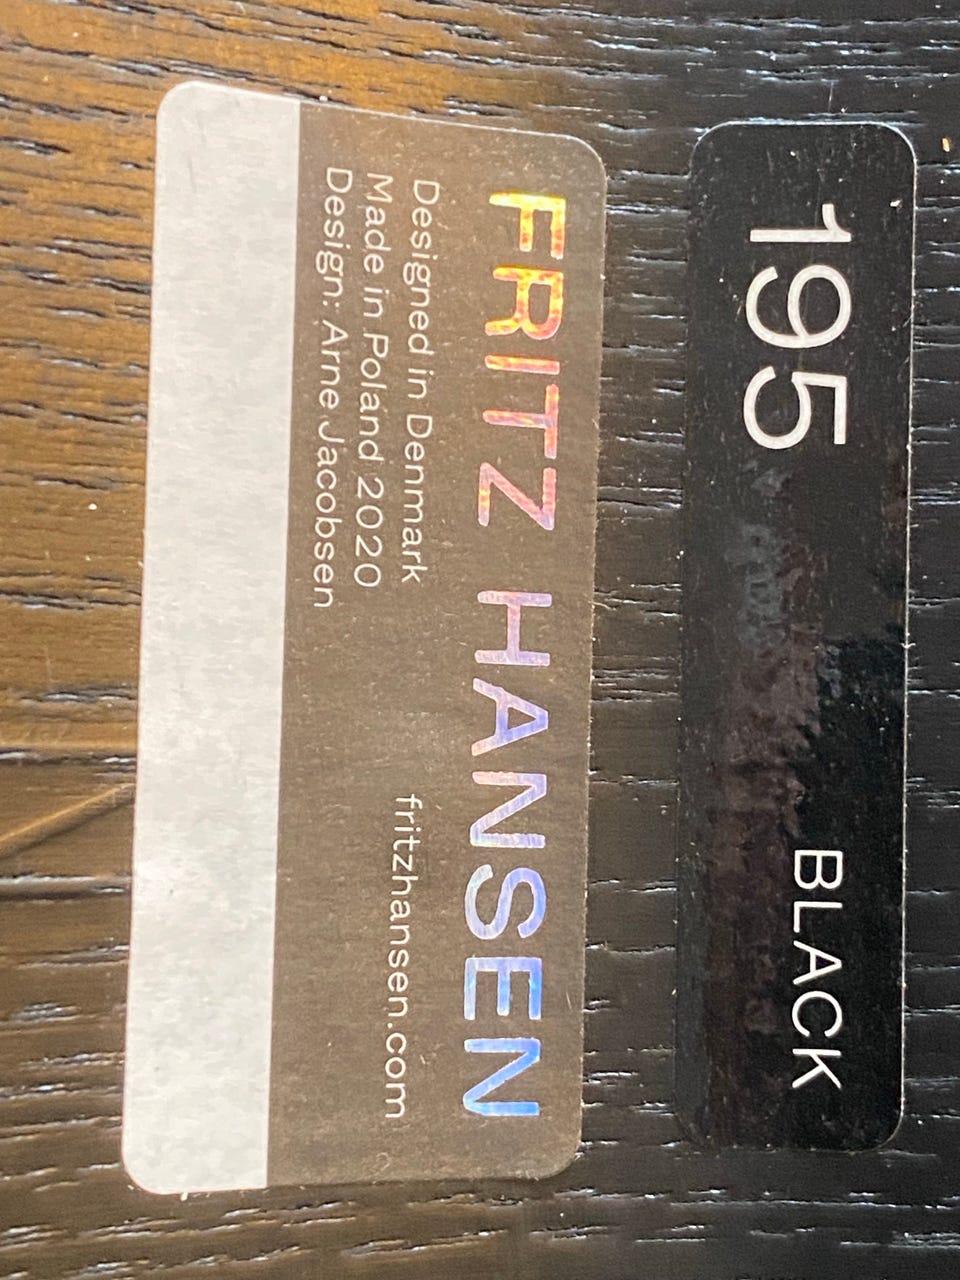 195
BLACK
FRITZ HANSEN
Designed in Denmark
Made in Poland 2020
Design: Arne Jacobsen
fritzhansen.com